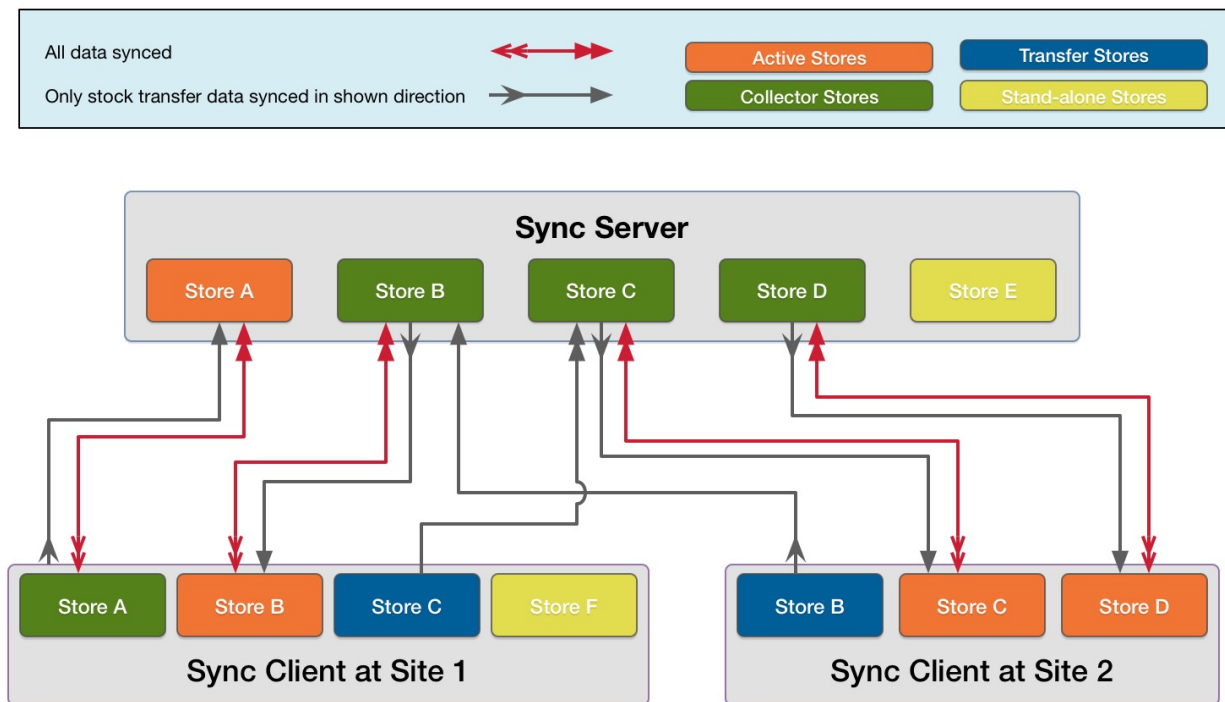 All data synced
Only stock transfer data synced in shown direction
Active Stores
Transfer Stores
Collector Stores
Stand-alone Stores
Sync Server
Store A
Store B
Store C
Store D
Store E
Store A
Store B
Store C
Store F
Sync Client at Site 1
Store B
Store C
Store D
Sync Client at Site 2